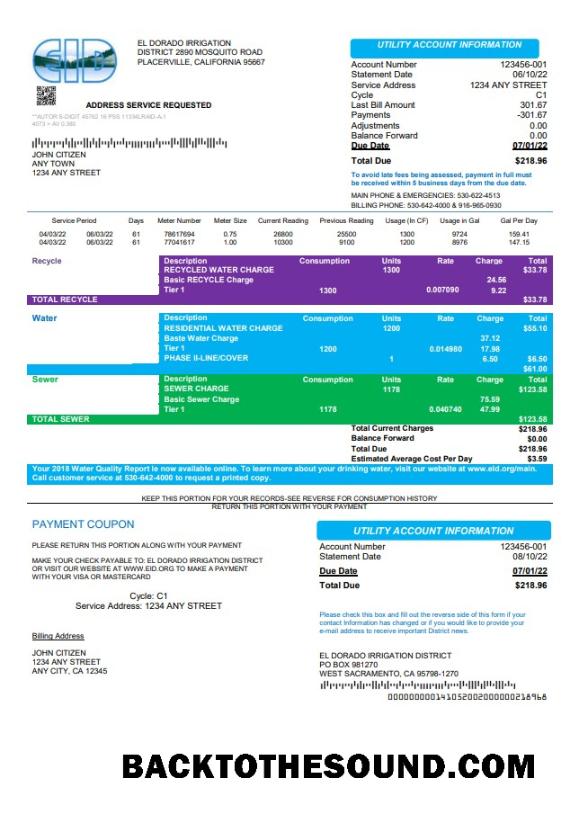 EID
EL DORADO IRRIGATION
DISTRICT 2890 MOSQUITO ROAD
PLACERVILLE, CALIFORNIA 95667
ADDRESS SERVICE REQUESTED
JOHN CITIZEN
ANY TOWN
1234 ANY STREET
UTILITY ACCOUNT INFORMATION
Account Number 123456-001
Statement Date 06/10/22
Service Address 1234 ANY STREET
Cycle C1
Last Bill Amount 301.67
Payments -301.67
Adjustments 0.00
Balance Forward 0.00
Due Date 07/01/22
Total Due $218.96
To avoid late fees being assessed, payment in full must
be received within 5 business days from the due date.
MAIN PHONE & EMERGENCIES: 530-622-4513
BILLING PHONE: 530-642-4000 & 916-965-0930
Service Period Days Meter Number Meter Size Current Reading Previous Reading Usage (In CF) Usage in Gal Gal Per Day
04/03/22 06/03/22 61 78617694 0.75 26800 25500 1300 9724 159.41
04/03/22 06/03/22 61 77041617 1.00 10300 9100 1200 8976 147.15
Recycle Description Consumption Units Rate Charge Total
RECYCLED WATER CHARGE 1300 $33.78
Basic RECYCLE Charge 24.56
Tier 1 1300 0.007090 9.22
TOTAL RECYCLE $33.78
Water Description Consumption Units Rate Charge Total
RESIDENTIAL WATER CHARGE 1200 $55.10
Baste Water Charge 37.12
Tier 1 1200 0.014980 17.98
PHASE II-LINE/COVER 1 6.50 $6.50
$61.00
Sewer Description Consumption Units Rate Charge Total
SEWER CHARGE 1178 $123.58
Basic Sewer Charge 75.59
Tier 1 1178 0.040740 47.99
TOTAL SEWER $123.58
Total Current Charges $218.96
Balance Forward $0.00
Total Due $218.96
Estimated Average Cost Per Day $3.59
Your 2018 Water Quality Report is now available online. To learn more about your drinking water, visit our website at www.eld.org/main.
Call customer service at 530-642-4000 to request a printed copy.
KEEP THIS PORTION FOR YOUR RECORDS-SEE REVERSE FOR CONSUMPTION HISTORY
RETURN THIS PORTION WITH YOUR PAYMENT
PAYMENT COUPON
PLEASE RETURN THIS PORTION ALONG WITH YOUR PAYMENT
MAKE YOUR CHECK PAYABLE TO: EL DORADO IRRIGATION DISTRICT
OR VISIT OUR WEBSITE AT WWW.EID.ORG TO MAKE A PAYMENT
WITH YOUR VISA OR MASTERCARD
Cycle: C1
Service Address: 1234 ANY STREET
Billing Address
JOHN CITIZEN
1234 ANY STREET
ANY CITY, CA 12345
UTILITY ACCOUNT INFORMATION
Account Number 123456-001
Statement Date 08/10/22
Due Date 07/01/22
Total Due $218.96
Please check this box and fill out the reverse side of this form if your
contact Information has changed or if you would like to provide your
e-mail address to receive important District news.
EL DORADO IRRIGATION DISTRICT
PO BOX 981270
WEST SACRAMENTO, CA 95798-1270
BACKTOTHESOUND.COM